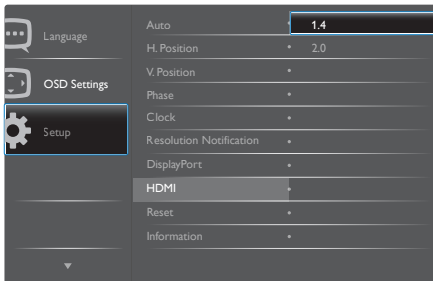 Language
OSD Settings
Setup
Auto
H. Position
V. Position
Phase
Clock
Resolution Notification
DisplayPort
HDMI
Reset
Information
1.4
2.0